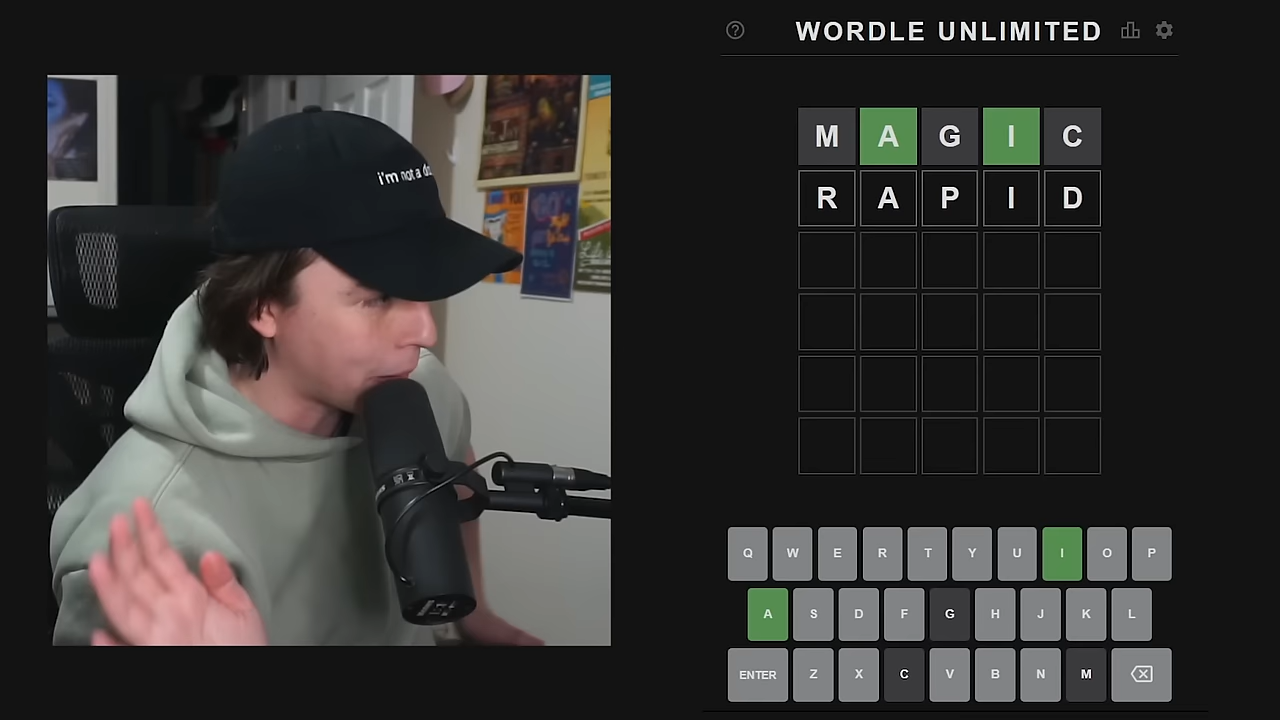 WORDLE UNLIMITED
i'm not a
M A G I C
R A P I D
Q W E R T Y U I O P
A S D F G H J K L
ENTER Z X C V B N M